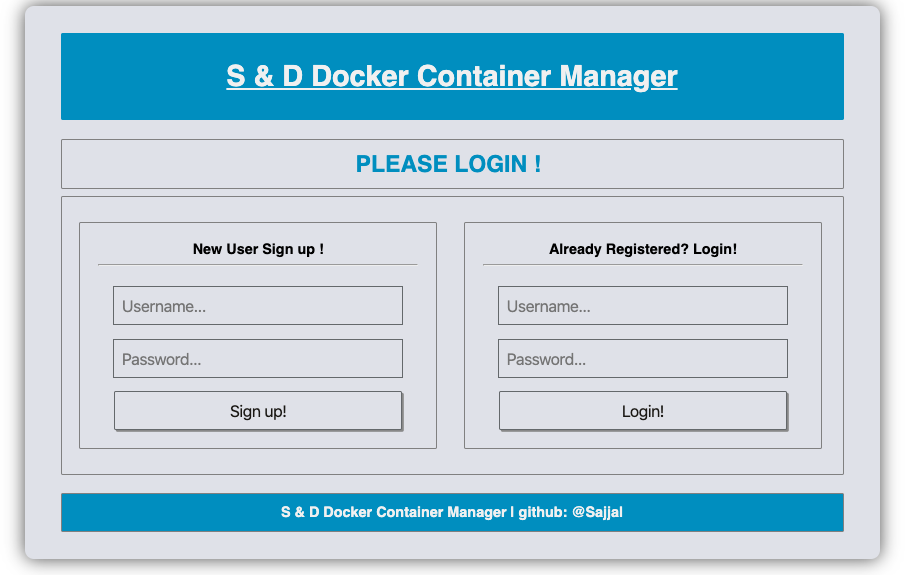 S & D Docker Container Manager
PLEASE LOGIN !
New User Sign up !
Username...
Password...
Sign up!
Already Registered? Login!
Username...
Password...
Login!
S & D Docker Container Manager | github: @Sajjal